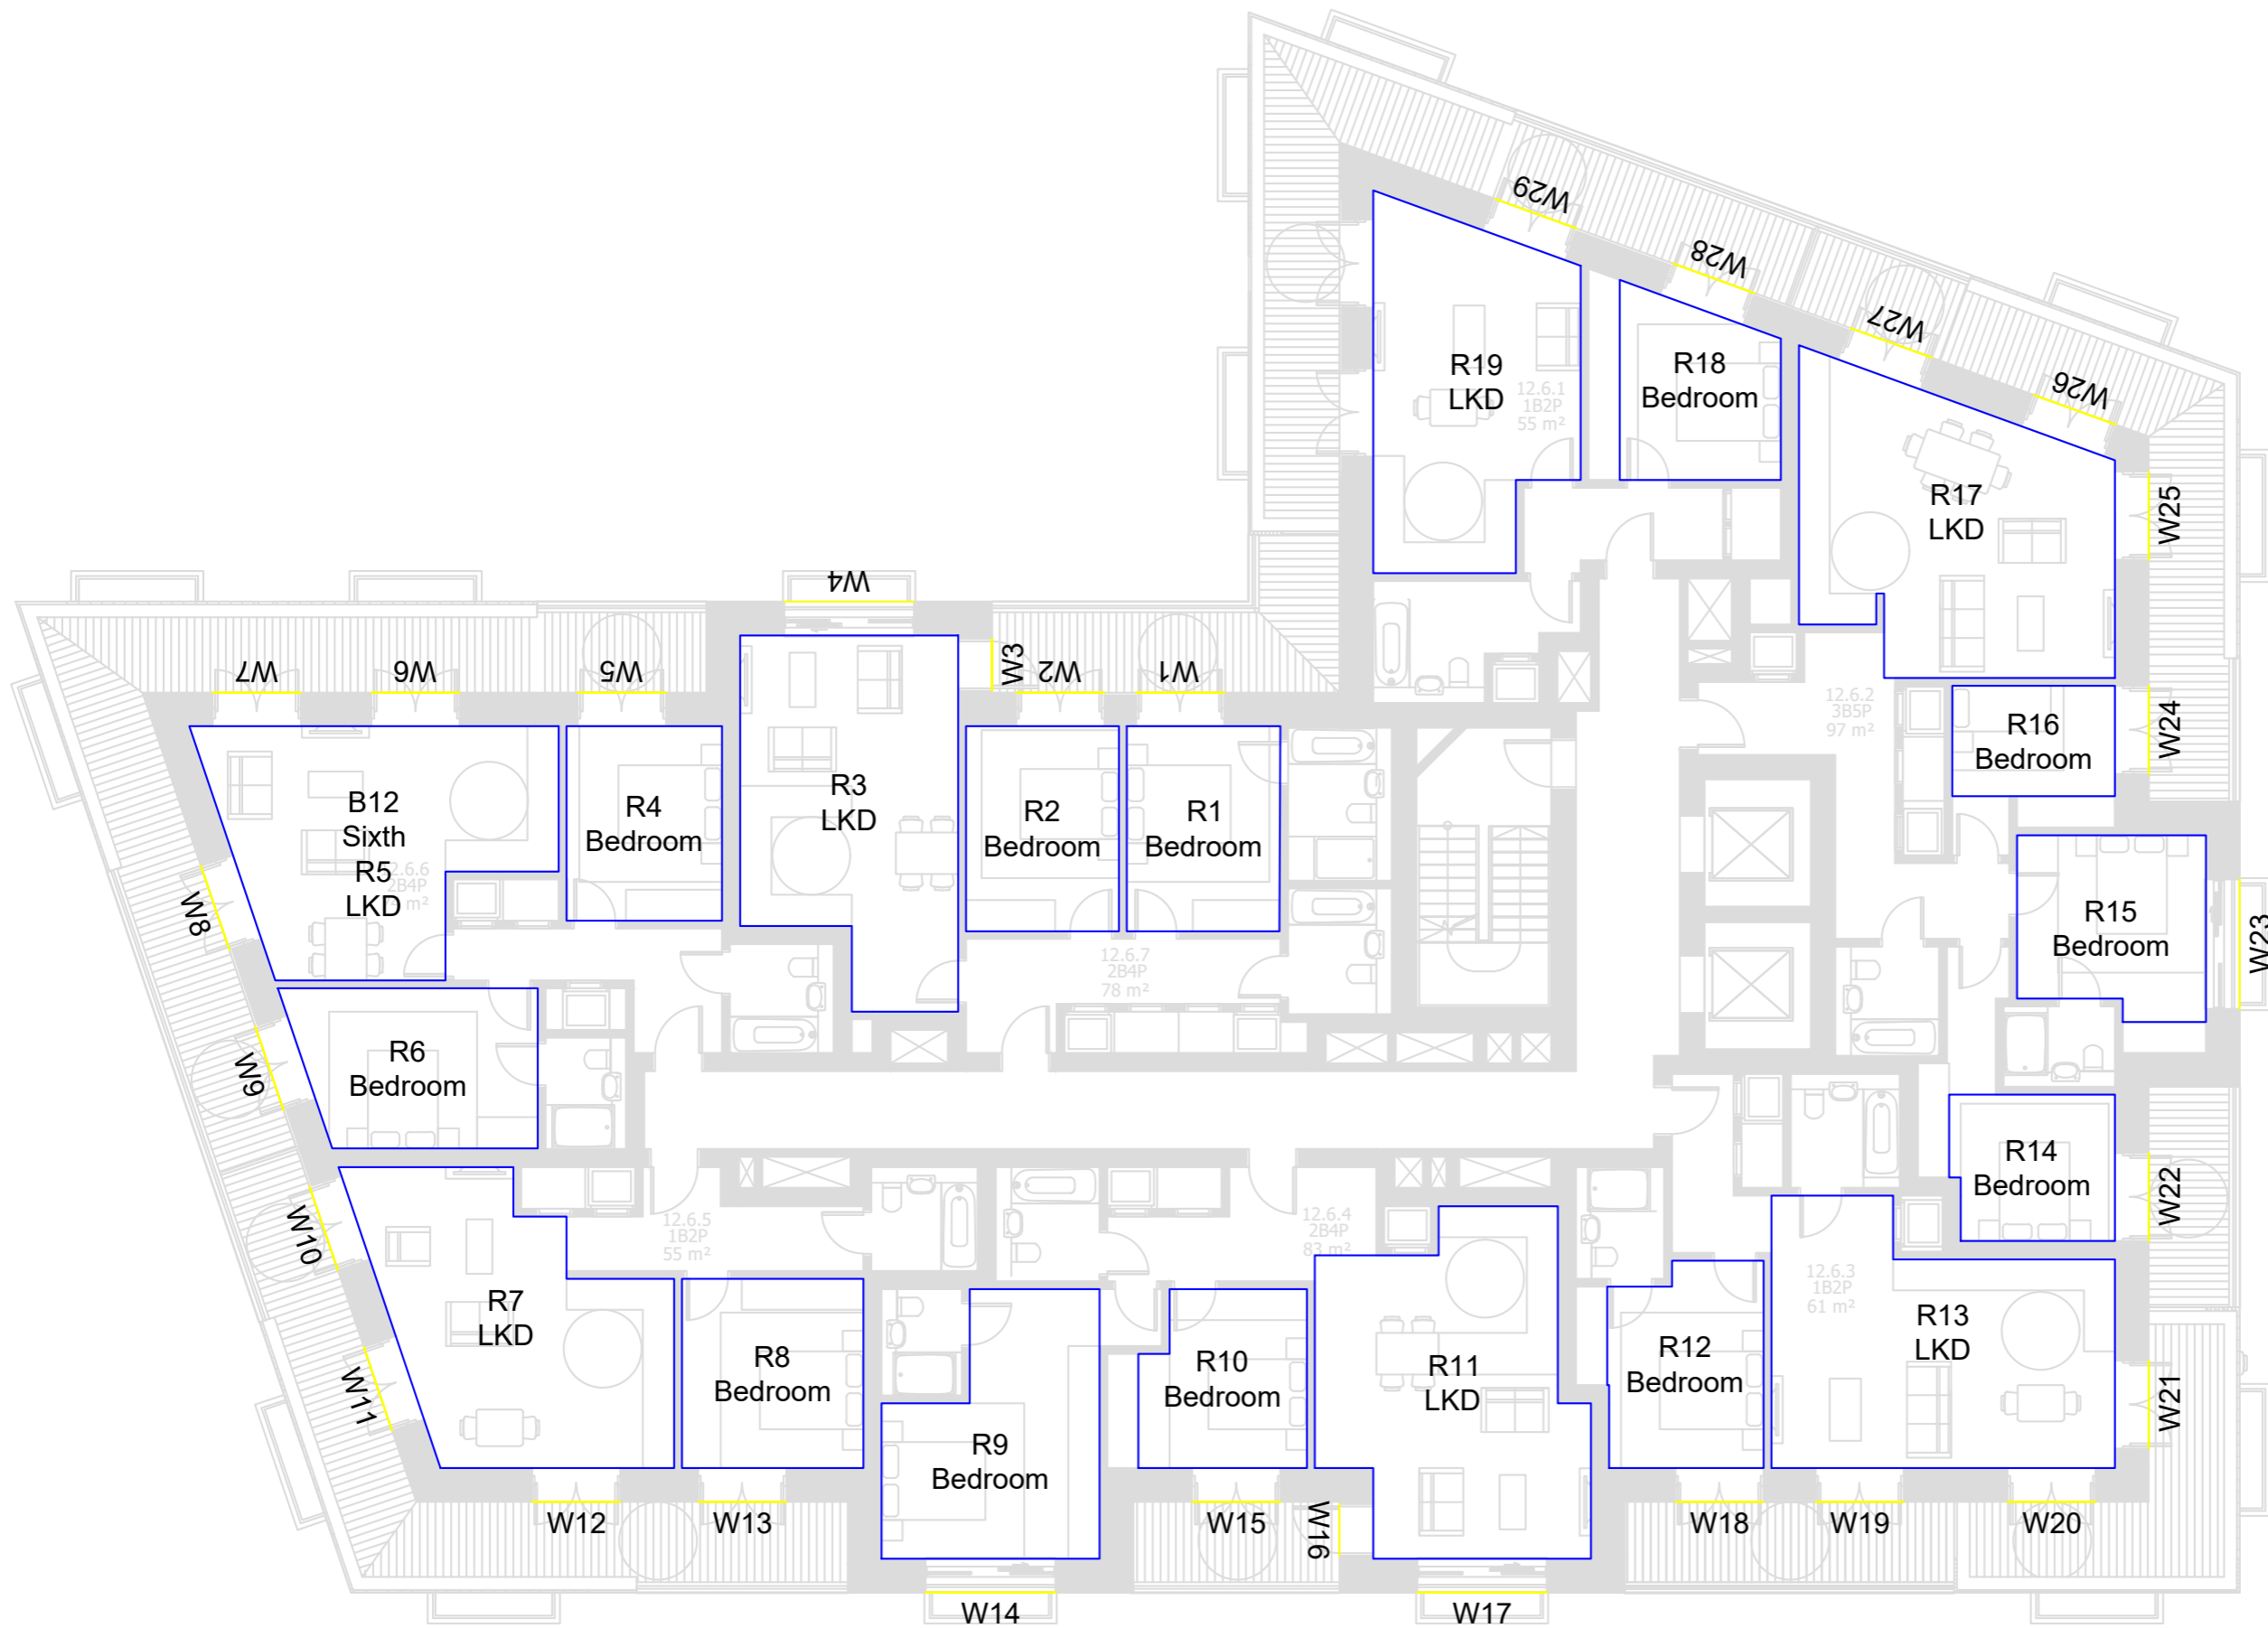 W29
W28
W27
W26
R19
LKD
12.6.1
1B2P
55 m²
R18
Bedroom
R17
LKD
W25
W4
W3
W7
W6
W5
W2
W1
12.6.2
3B5P
97 m²
R16
Bedroom
W24
B12
Sixth
R5
LKD
2.6.6
2B4P
m²
R4
Bedroom
R3
LKD
R2
Bedroom
R1
Bedroom
W8
R15
Bedroom
W23
12.6.7
2B4P
78 m²
R6
Bedroom
W9
R14
Bedroom
W22
W10
12.6.5
1B2P
55 m²
12.6.4
2B4P
83 m²
12.6.3
1B2P
61 m²
R7
LKD
R8
Bedroom
R9
Bedroom
R10
Bedroom
R11
LKD
R12
Bedroom
R13
LKD
W21
W11
W12
W13
W15
W16
W18
W19
W20
W14
W17